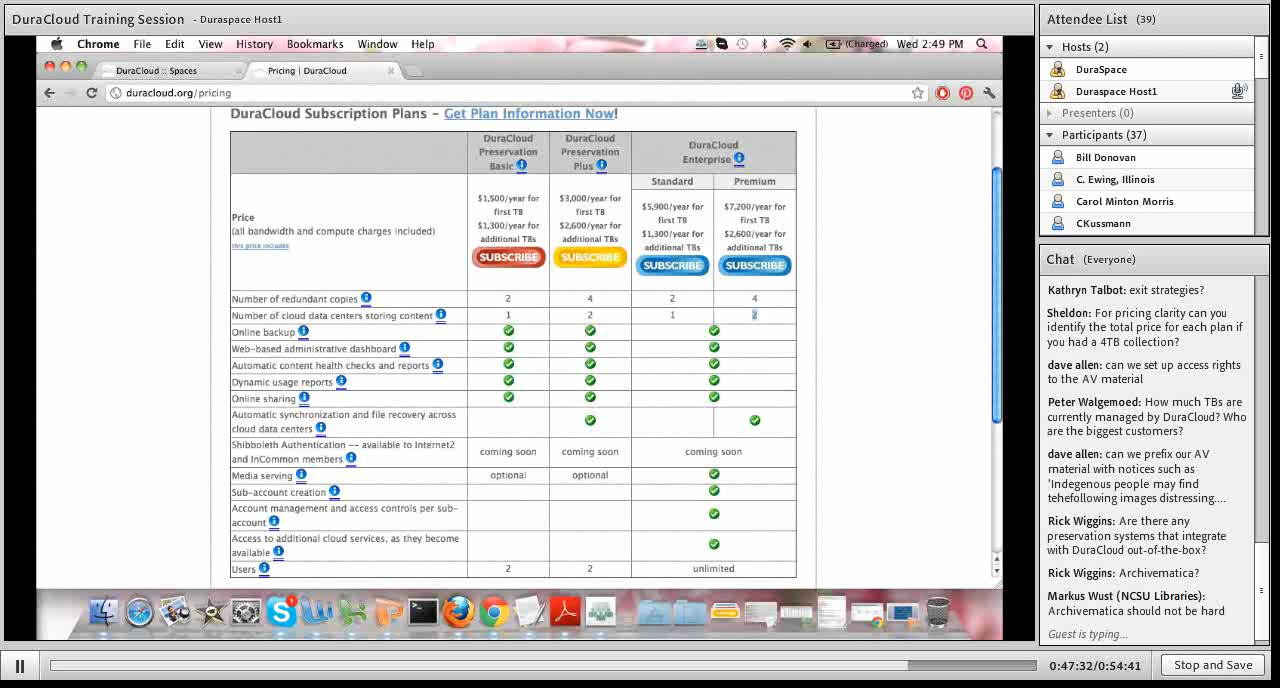 DuraCloud Training Session - Duraspace Host1
Chrome File Edit View History Bookmarks Window Help
(Charged) Wed 2:49 PM
DuraCloud :: Spaces
Pricing | DuraCloud
duracloud.org/pricing
DuraCloud Subscription Plans – Get Plan Information Now!
DuraCloud Preservation Basic
DuraCloud Preservation Plus
DuraCloud Enterprise
Standard Premium
Price
(all bandwidth and compute charges included)
this price includes
$1,500/year for first TB
$1,300/year for additional TBs
SUBSCRIBE
$3,000/year for first TB
$2,600/year for additional TBs
SUBSCRIBE
$5,900/year for first TB
$1,300/year for additional TBs
SUBSCRIBE
$7,200/year for first TB
$2,600/year for additional TBs
SUBSCRIBE
Number of redundant copies 2 4 2 4
Number of cloud data centers storing content 1 2 1 2
Online backup
Web-based administrative dashboard
Automatic content health checks and reports
Dynamic usage reports
Online sharing
Automatic synchronization and file recovery across
cloud data centers
Shibboleth Authentication -- available to Internet2
and InCommon members
coming soon coming soon coming soon
Media serving optional optional
Sub-account creation
Account management and access controls per sub-
account
Access to additional cloud services, as they become
available
Users 2 2 unlimited
Attendee List (39)
Hosts (2)
DuraSpace
Duraspace Host1
Presenters (0)
Participants (37)
Bill Donovan
C. Ewing, Illinois
Carol Minton Morris
CKussmann
Chat (Everyone)
Kathryn Talbot: exit strategies?
Sheldon: For pricing clarity can you
identify the total price for each plan if
you had a 4TB collection?
dave allen: can we set up access rights
to the AV material
Peter Walgemoed: How much TBs are
currently managed by DuraCloud? Who
are the biggest customers?
dave allen: can we prefix our AV
material with notices such as
'Indegenous people may find
tehefollowing images distressing....
Rick Wiggins: Are there any
preservation systems that integrate
with DuraCloud out-of-the-box?
Rick Wiggins: Archivematica?
Markus Wust (NCSU Libraries):
Archivematica should not be hard
Guest is typing...
0:47:32/0:54:41
Stop and Save